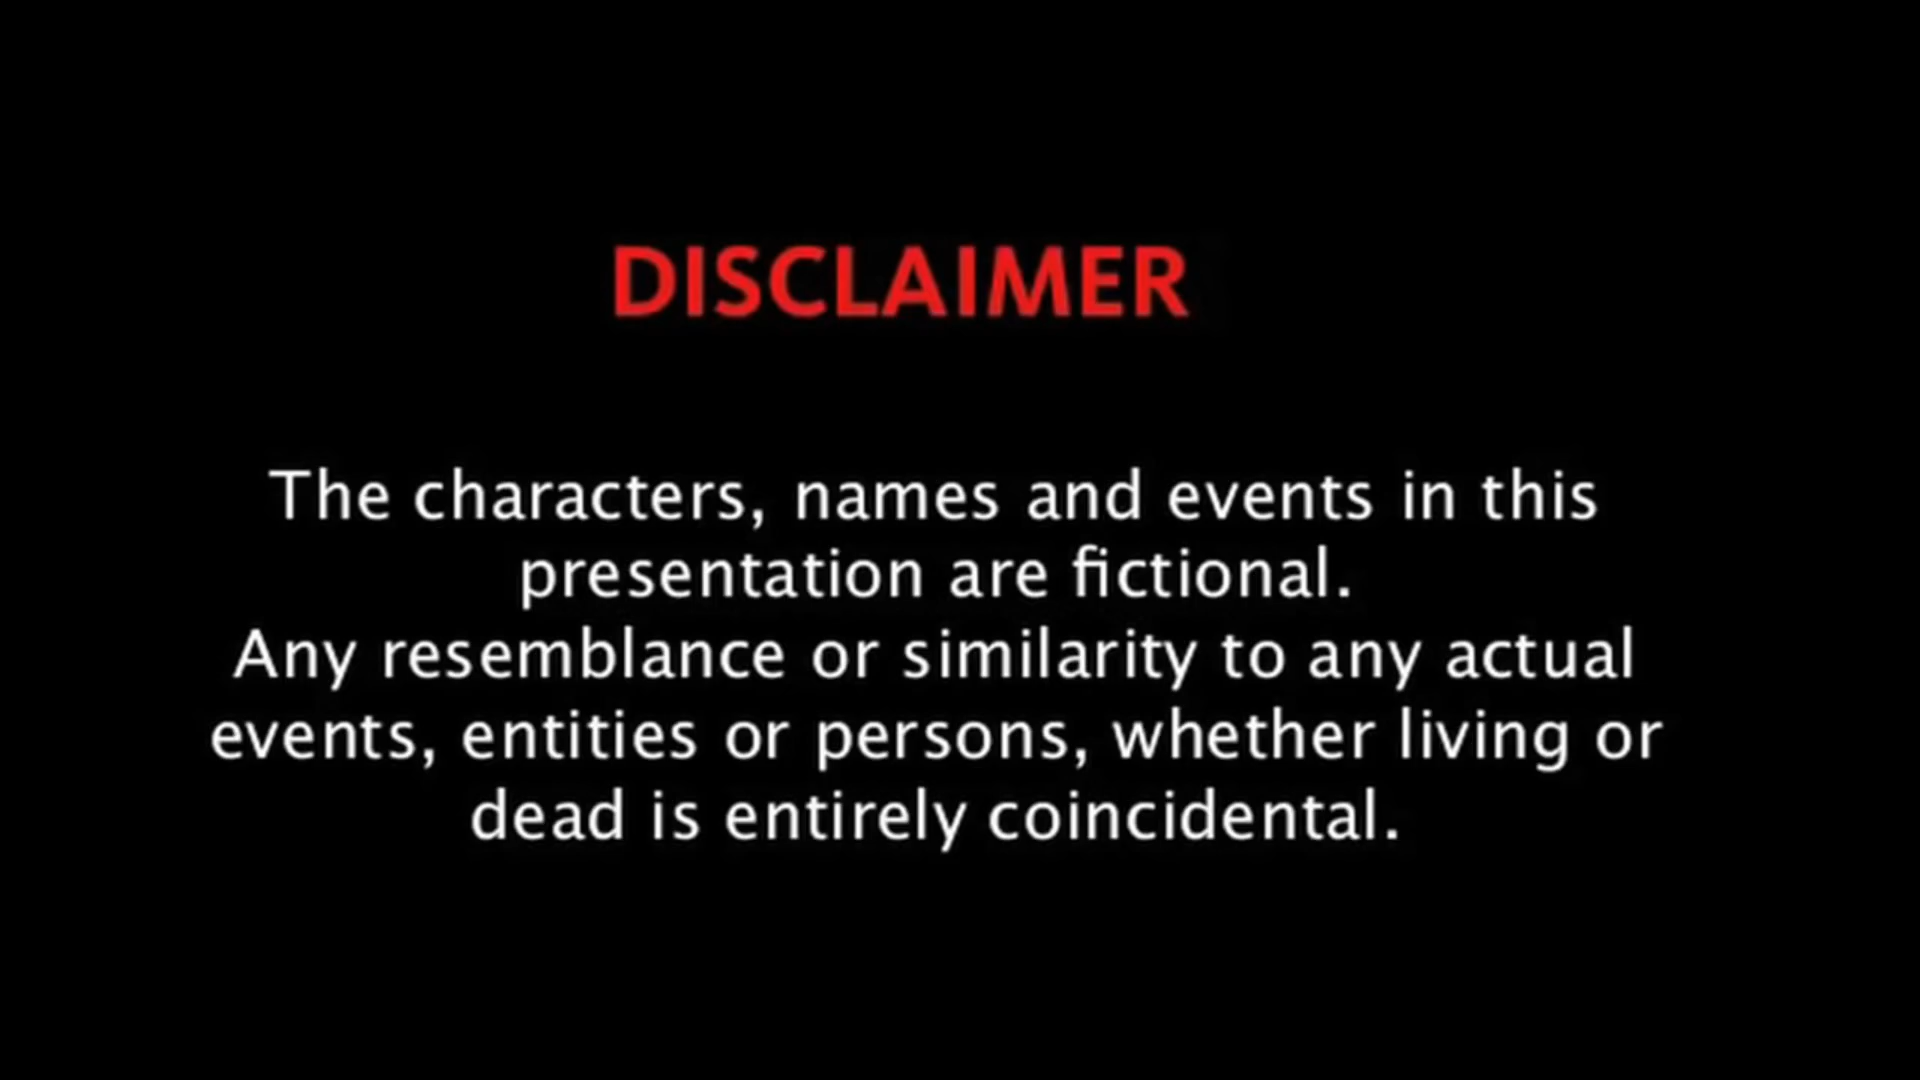 DISCLAIMER
The characters, names and events in this
presentation are fictional.
Any resemblance or similarity to any actual
events, entities or persons, whether living or
dead is entirely coincidental.